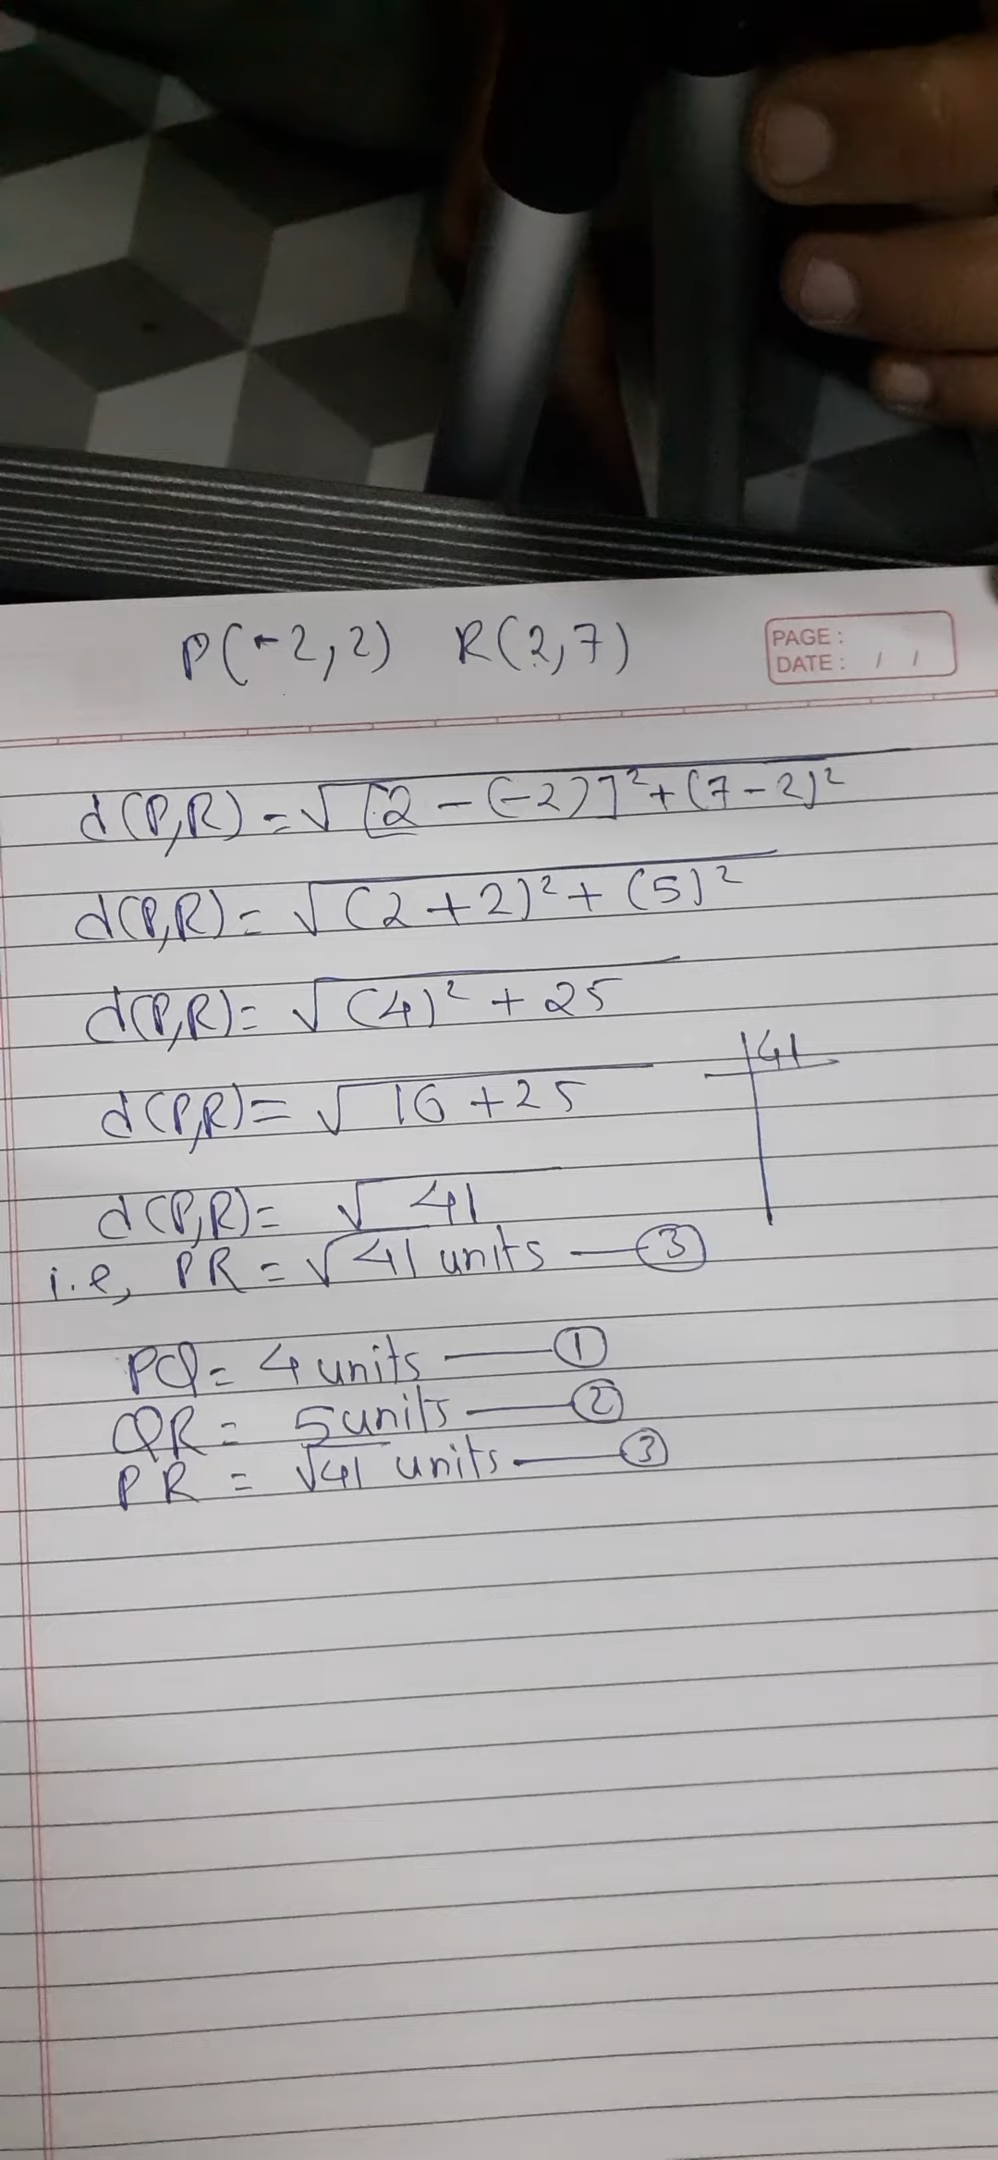 P(-2,2) R(2,7)
PAGE :
DATE : / /
d(P,R) = √[2-(-2)]²+(7-2)²
d(P,R) = √(2+2)²+(5)²
d(P,R) = √(4)²+25
41
d(P,R) = √16+25
d(P,R) = √41
i.e, PR = √41 units — ③
PQ = 4 units — ①
QR = 5 units — ②
PR = √41 units — ③